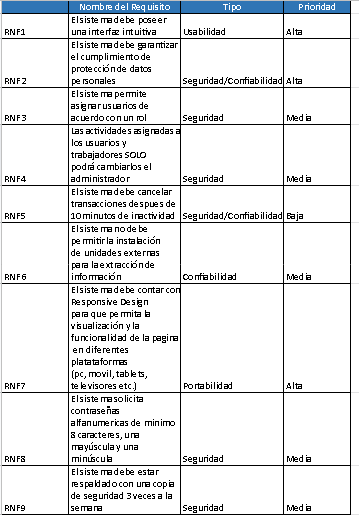 Nombre del Requisito Tipo Prioridad
El sistema debe poseer
RNF1 una interfaz intuitiva Usabilidad Alta
El sistema debe garantizar
el cumplimiento de
protección de datos
RNF2 personales Seguridad/Confiabilidad Alta
El sistema permite
asignar usuarios de
RNF3 acuerdo con un rol Seguridad Media
Las actividades asignadas a
los usuarios y
trabajadores SOLO
podrá cambiarlos el
RNF4 administrador Seguridad Media
El sistema debe cancelar
transacciones despues de
RNF5 10 minutos de inactividad Seguridad/Confiabilidad Baja
El sistema no debe
permitir la instalación
de unidades externas
para la extracción de
RNF6 información Confiabilidad Media
El sistema debe contar con
Responsive Design
para que permita la
visualización y la
funcionalidad de la pagina
en diferentes
platataformas
(pc, movil, tablets,
RNF7 televisores etc.) Portabilidad Alta
El sistema solicita
contraseñas
alfanumericas de minimo
8 caracteres, una
mayúscula y una
RNF8 minúscula Seguridad Media
El sistema debe estar
respaldado con una copia
de seguridad 3 veces a la
RNF9 semana Seguridad Media